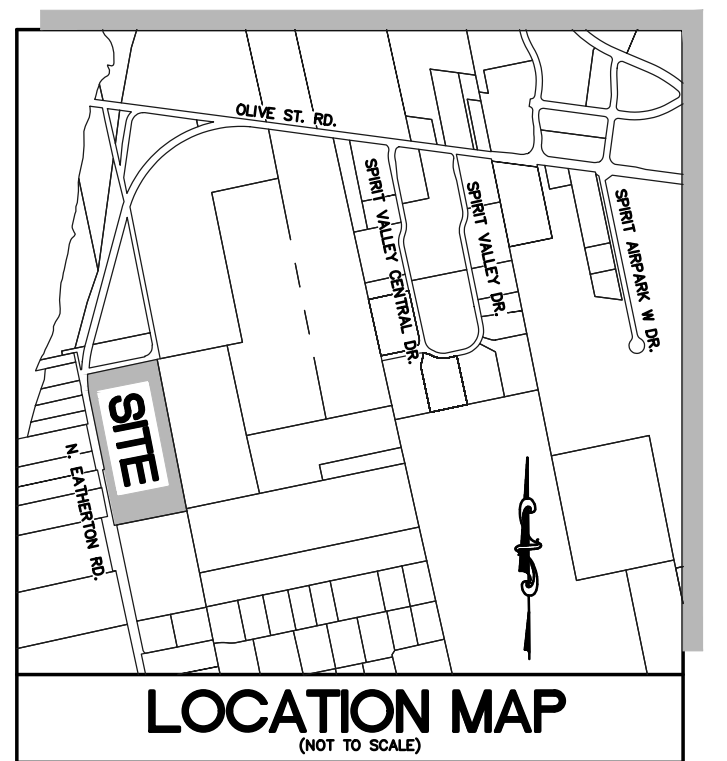 OLIVE ST. RD.
SPIRIT VALLEY CENTRAL DR.
SPIRIT VALLEY DR.
SPIRIT AIRPARK W DR.
SITE
N. EATHERTON RD.
LOCATION MAP
(NOT TO SCALE)